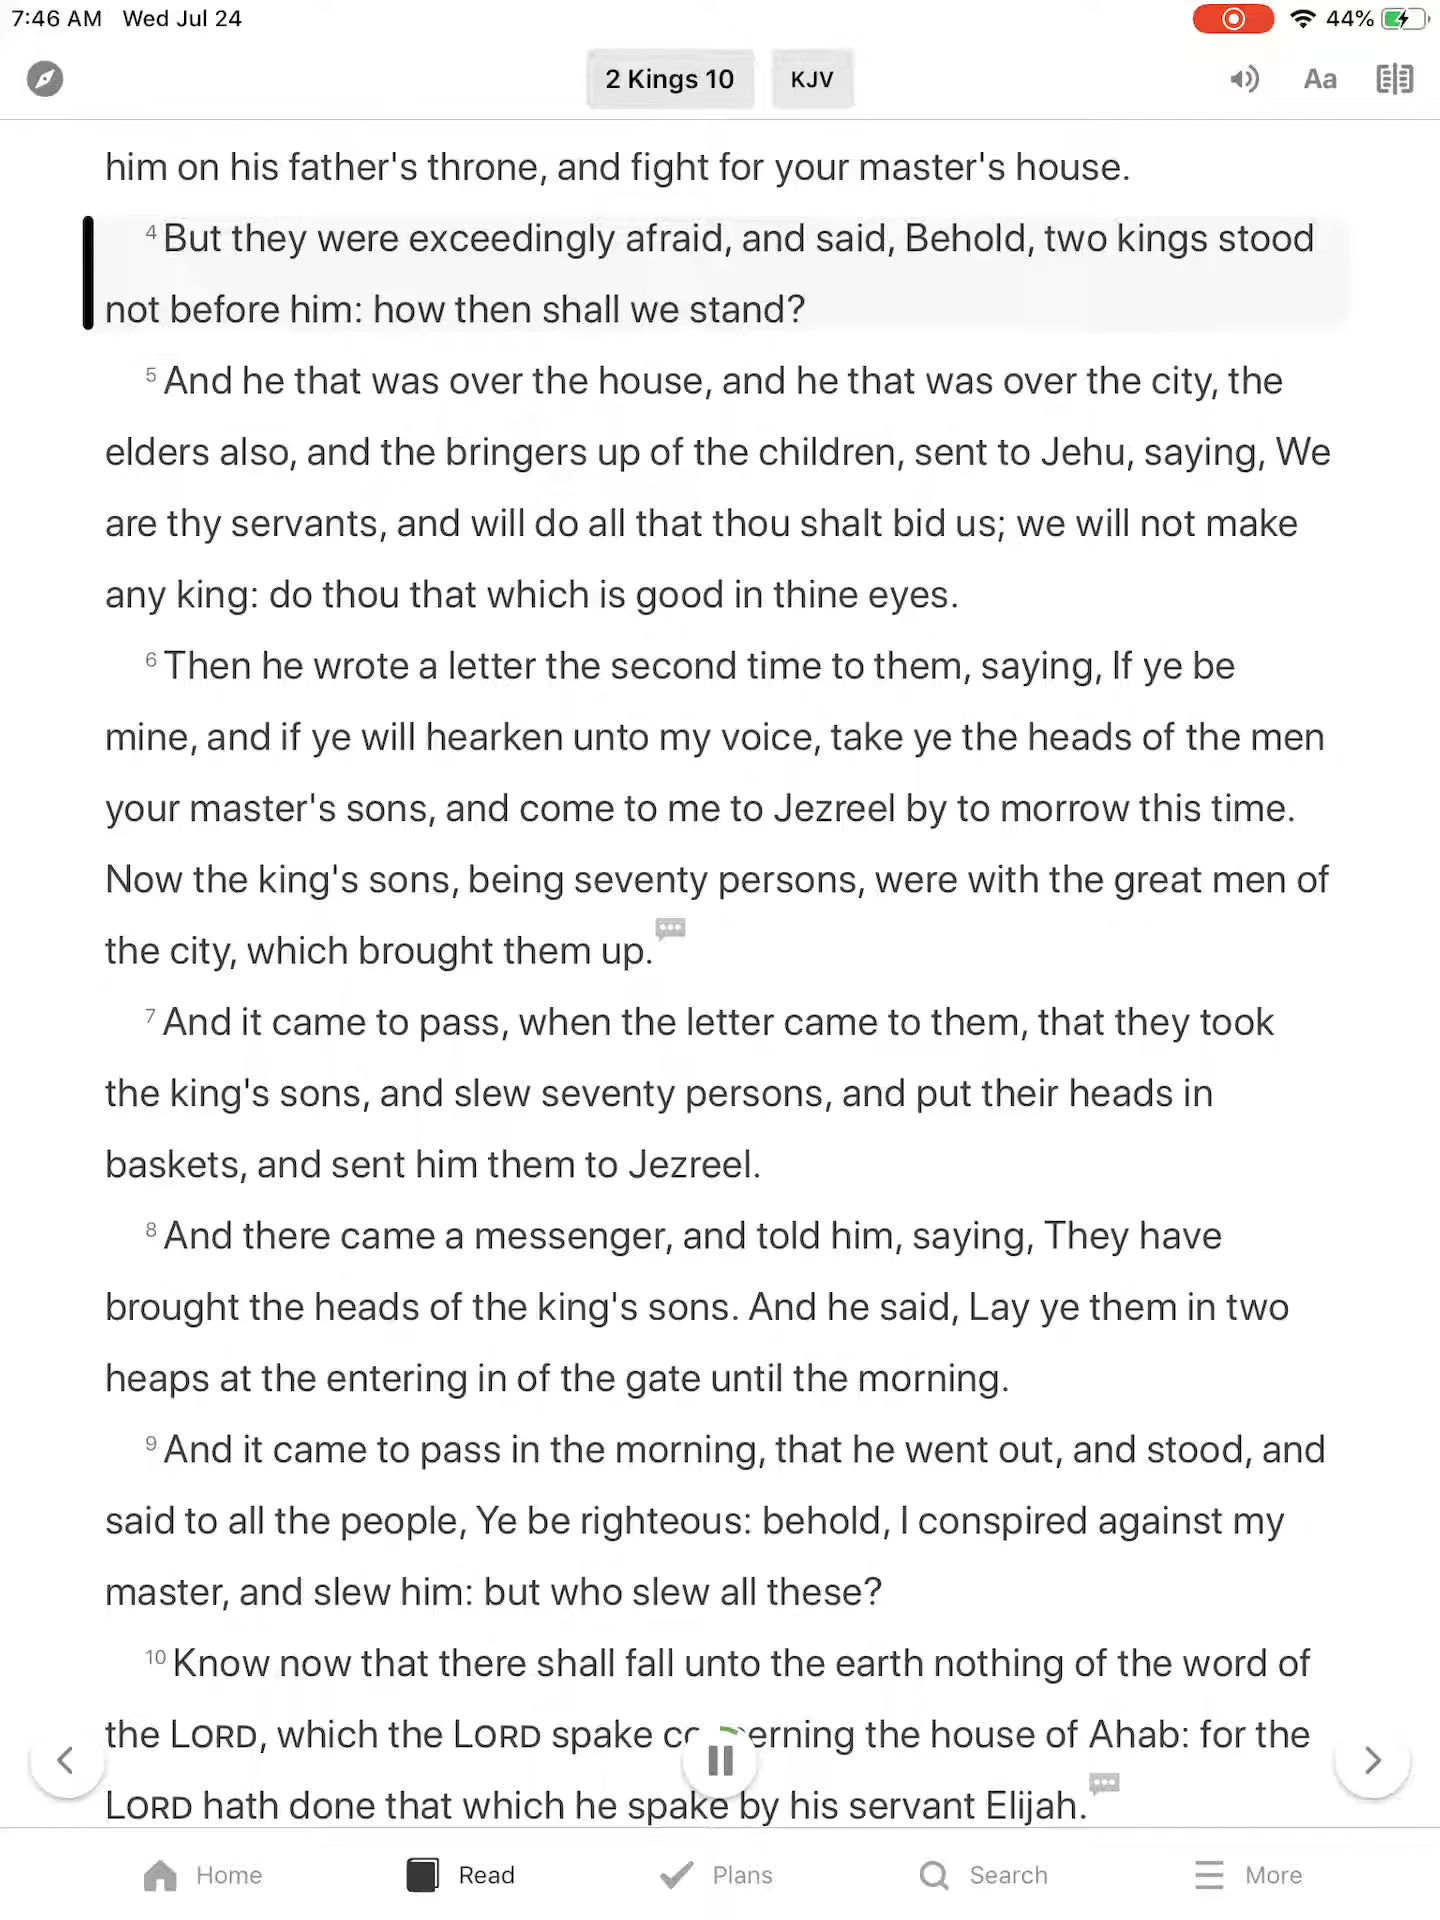 7:46 AM Wed Jul 24 44%
2 Kings 10 KJV Aa
him on his father's throne, and fight for your master's house.
4 But they were exceedingly afraid, and said, Behold, two kings stood
not before him: how then shall we stand?
5 And he that was over the house, and he that was over the city, the
elders also, and the bringers up of the children, sent to Jehu, saying, We
are thy servants, and will do all that thou shalt bid us; we will not make
any king: do thou that which is good in thine eyes.
6 Then he wrote a letter the second time to them, saying, If ye be
mine, and if ye will hearken unto my voice, take ye the heads of the men
your master's sons, and come to me to Jezreel by to morrow this time.
Now the king's sons, being seventy persons, were with the great men of
the city, which brought them up.
7 And it came to pass, when the letter came to them, that they took
the king's sons, and slew seventy persons, and put their heads in
baskets, and sent him them to Jezreel.
8 And there came a messenger, and told him, saying, They have
brought the heads of the king's sons. And he said, Lay ye them in two
heaps at the entering in of the gate until the morning.
9 And it came to pass in the morning, that he went out, and stood, and
said to all the people, Ye be righteous: behold, I conspired against my
master, and slew him: but who slew all these?
10 Know now that there shall fall unto the earth nothing of the word of
the LORD, which the LORD spake concerning the house of Ahab: for the
LORD hath done that which he spake by his servant Elijah.
Home Read Plans Search More